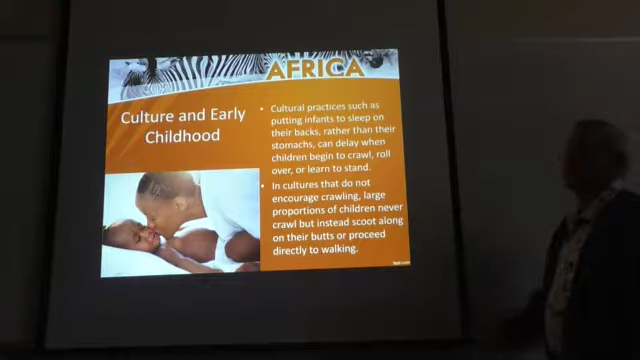 AFRICA
Culture and Early
Childhood
• Cultural practices such as
putting infants to sleep on
their backs, rather than their
stomachs, can delay when
children begin to crawl, roll
over, or learn to stand.
• In cultures that do not
encourage crawling, large
proportions of children never
crawl but instead scoot along
on their butts or proceed
directly to walking.